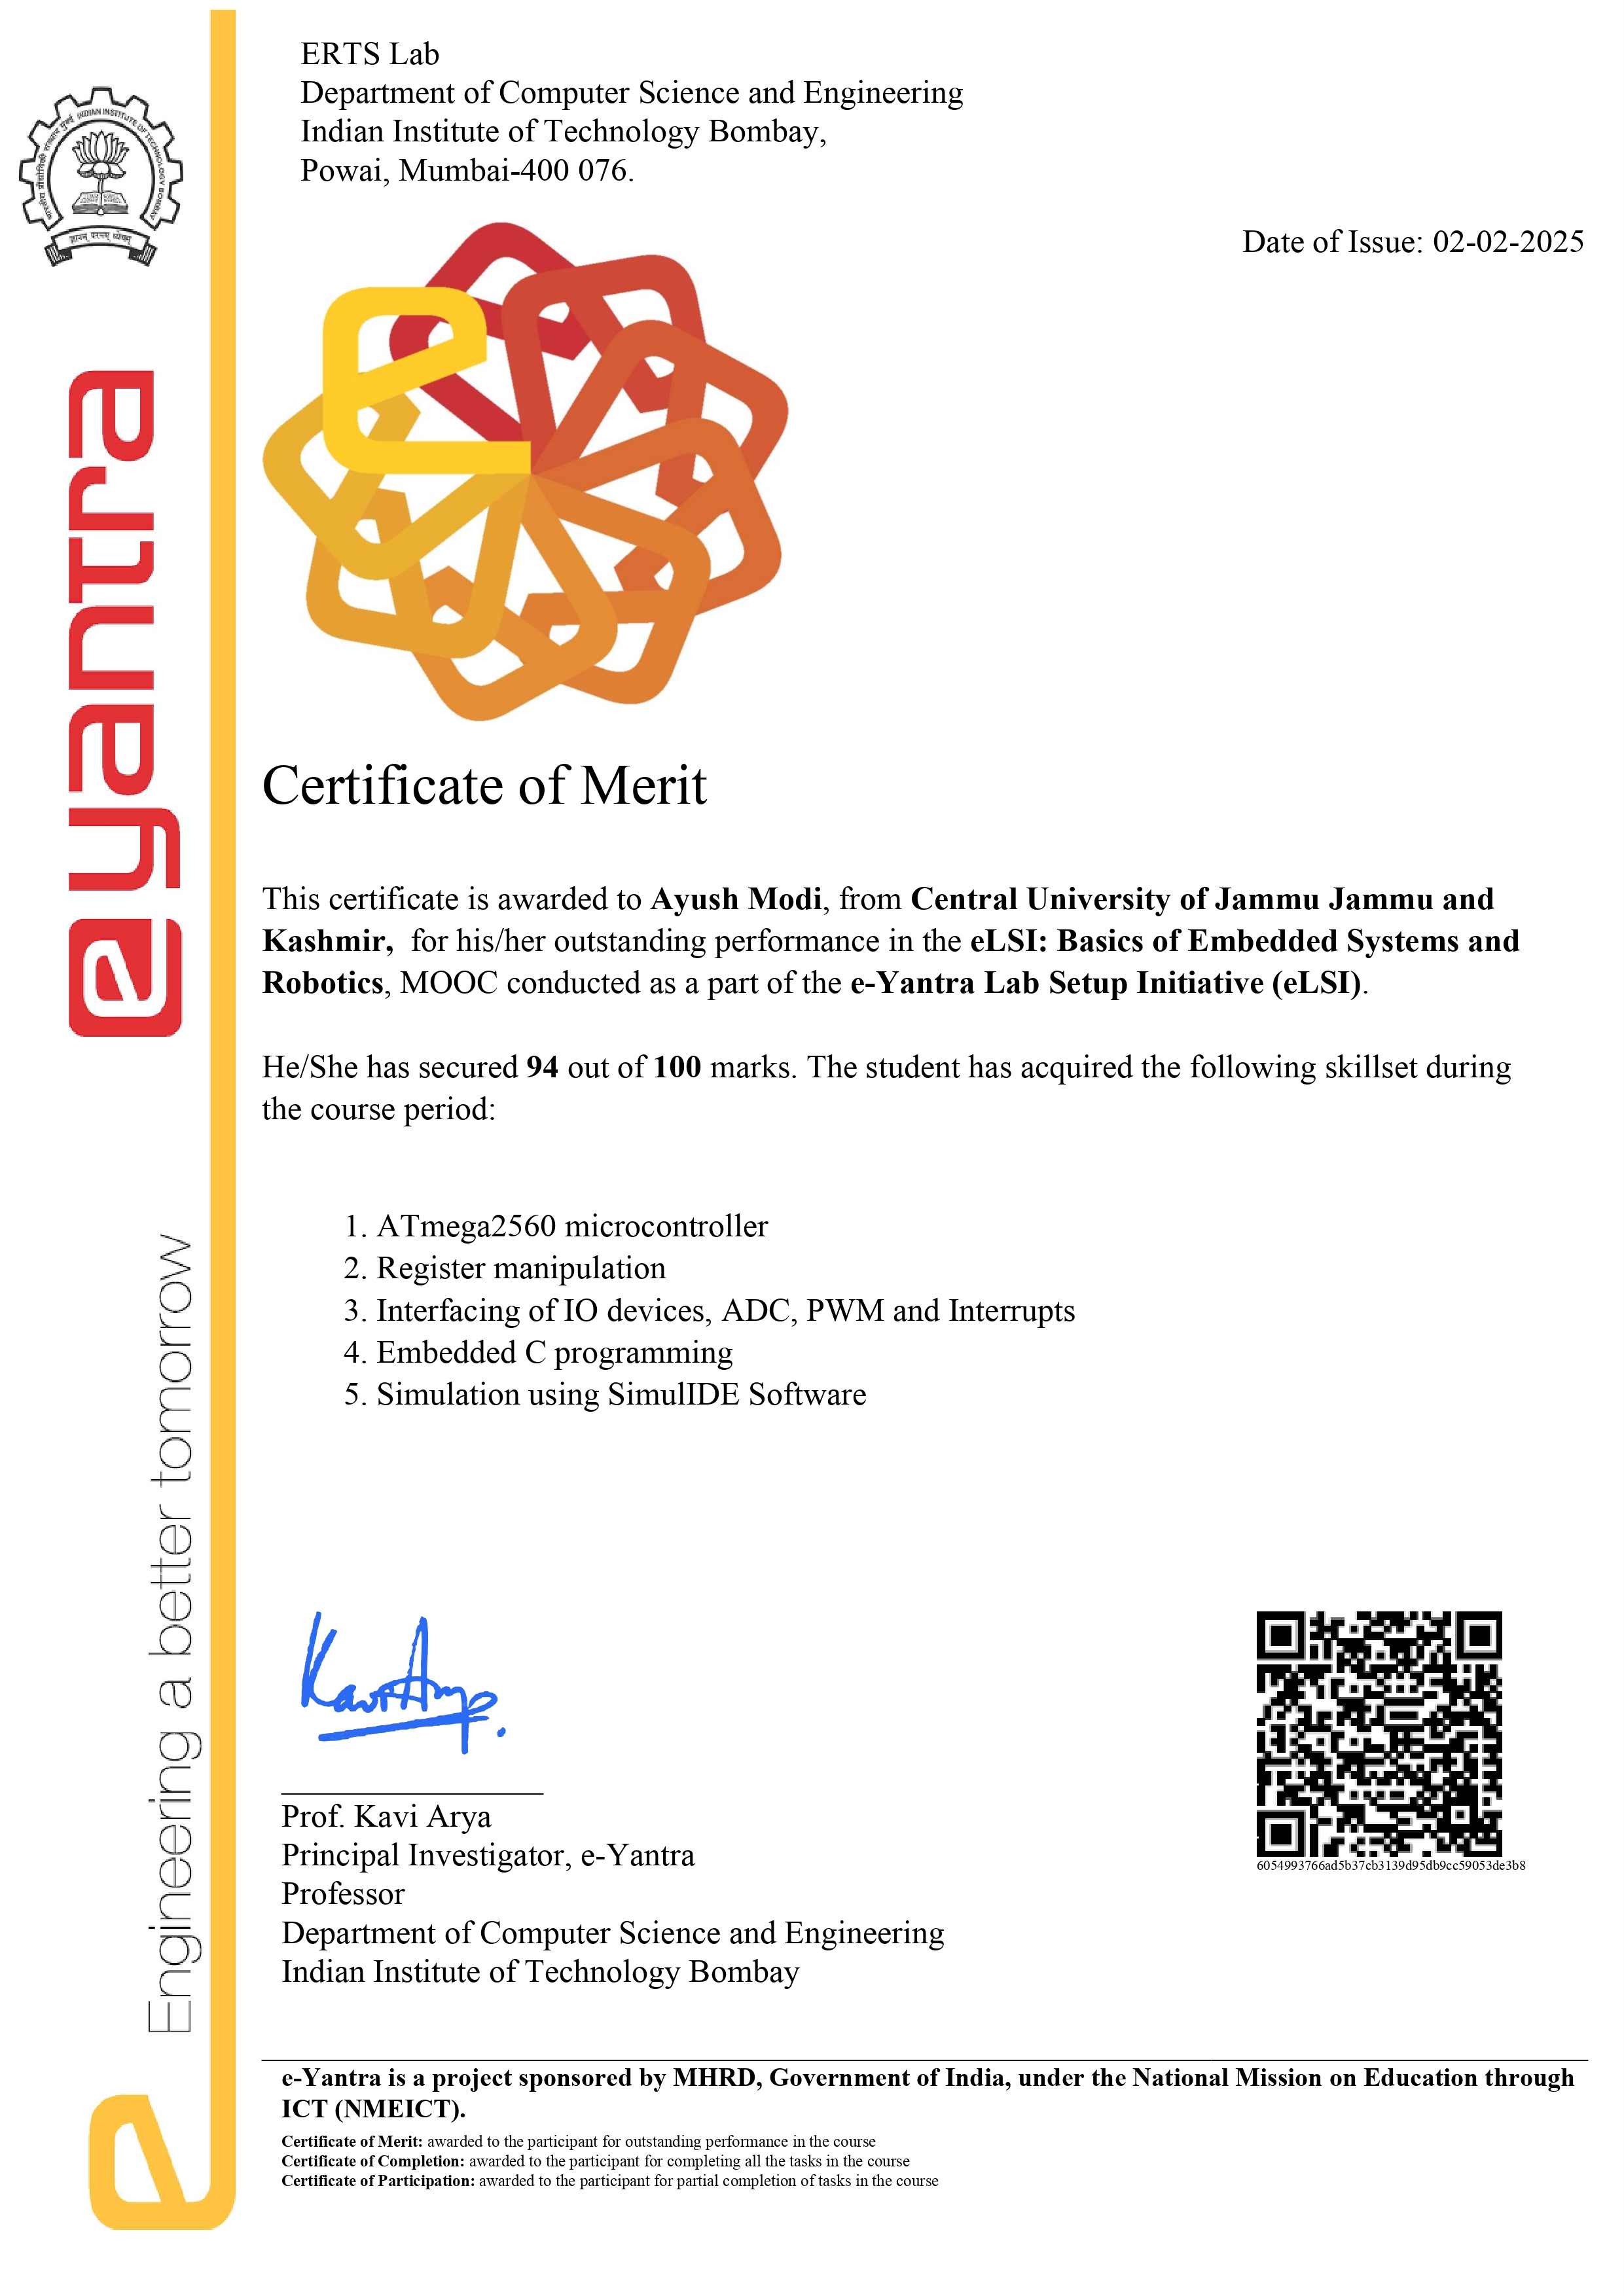 ERTS Lab
Department of Computer Science and Engineering
Indian Institute of Technology Bombay,
Powai, Mumbai-400 076.
भारतीय प्रौद्योगिकी संस्थान मुंबई
INDIAN INSTITUTE OF TECHNOLOGY BOMBAY
ज्ञानम् परमम् ध्येयम्
Date of Issue: 02-02-2025
eyantra
Engineering a better tomorrow
Certificate of Merit
This certificate is awarded to Ayush Modi, from Central University of Jammu Jammu and
Kashmir,  for his/her outstanding performance in the eLSI: Basics of Embedded Systems and
Robotics, MOOC conducted as a part of the e-Yantra Lab Setup Initiative (eLSI).
He/She has secured 94 out of 100 marks. The student has acquired the following skillset during
the course period:
1. ATmega2560 microcontroller
2. Register manipulation
3. Interfacing of IO devices, ADC, PWM and Interrupts
4. Embedded C programming
5. Simulation using SimulIDE Software
Kavi Arya
Prof. Kavi Arya
Principal Investigator, e-Yantra
Professor
Department of Computer Science and Engineering
Indian Institute of Technology Bombay
6054993766ad5b37cb3139d95db9cc59053de3b8
e-Yantra is a project sponsored by MHRD, Government of India, under the National Mission on Education through
ICT (NMEICT).
Certificate of Merit: awarded to the participant for outstanding performance in the course
Certificate of Completion: awarded to the participant for completing all the tasks in the course
Certificate of Participation: awarded to the participant for partial completion of tasks in the course